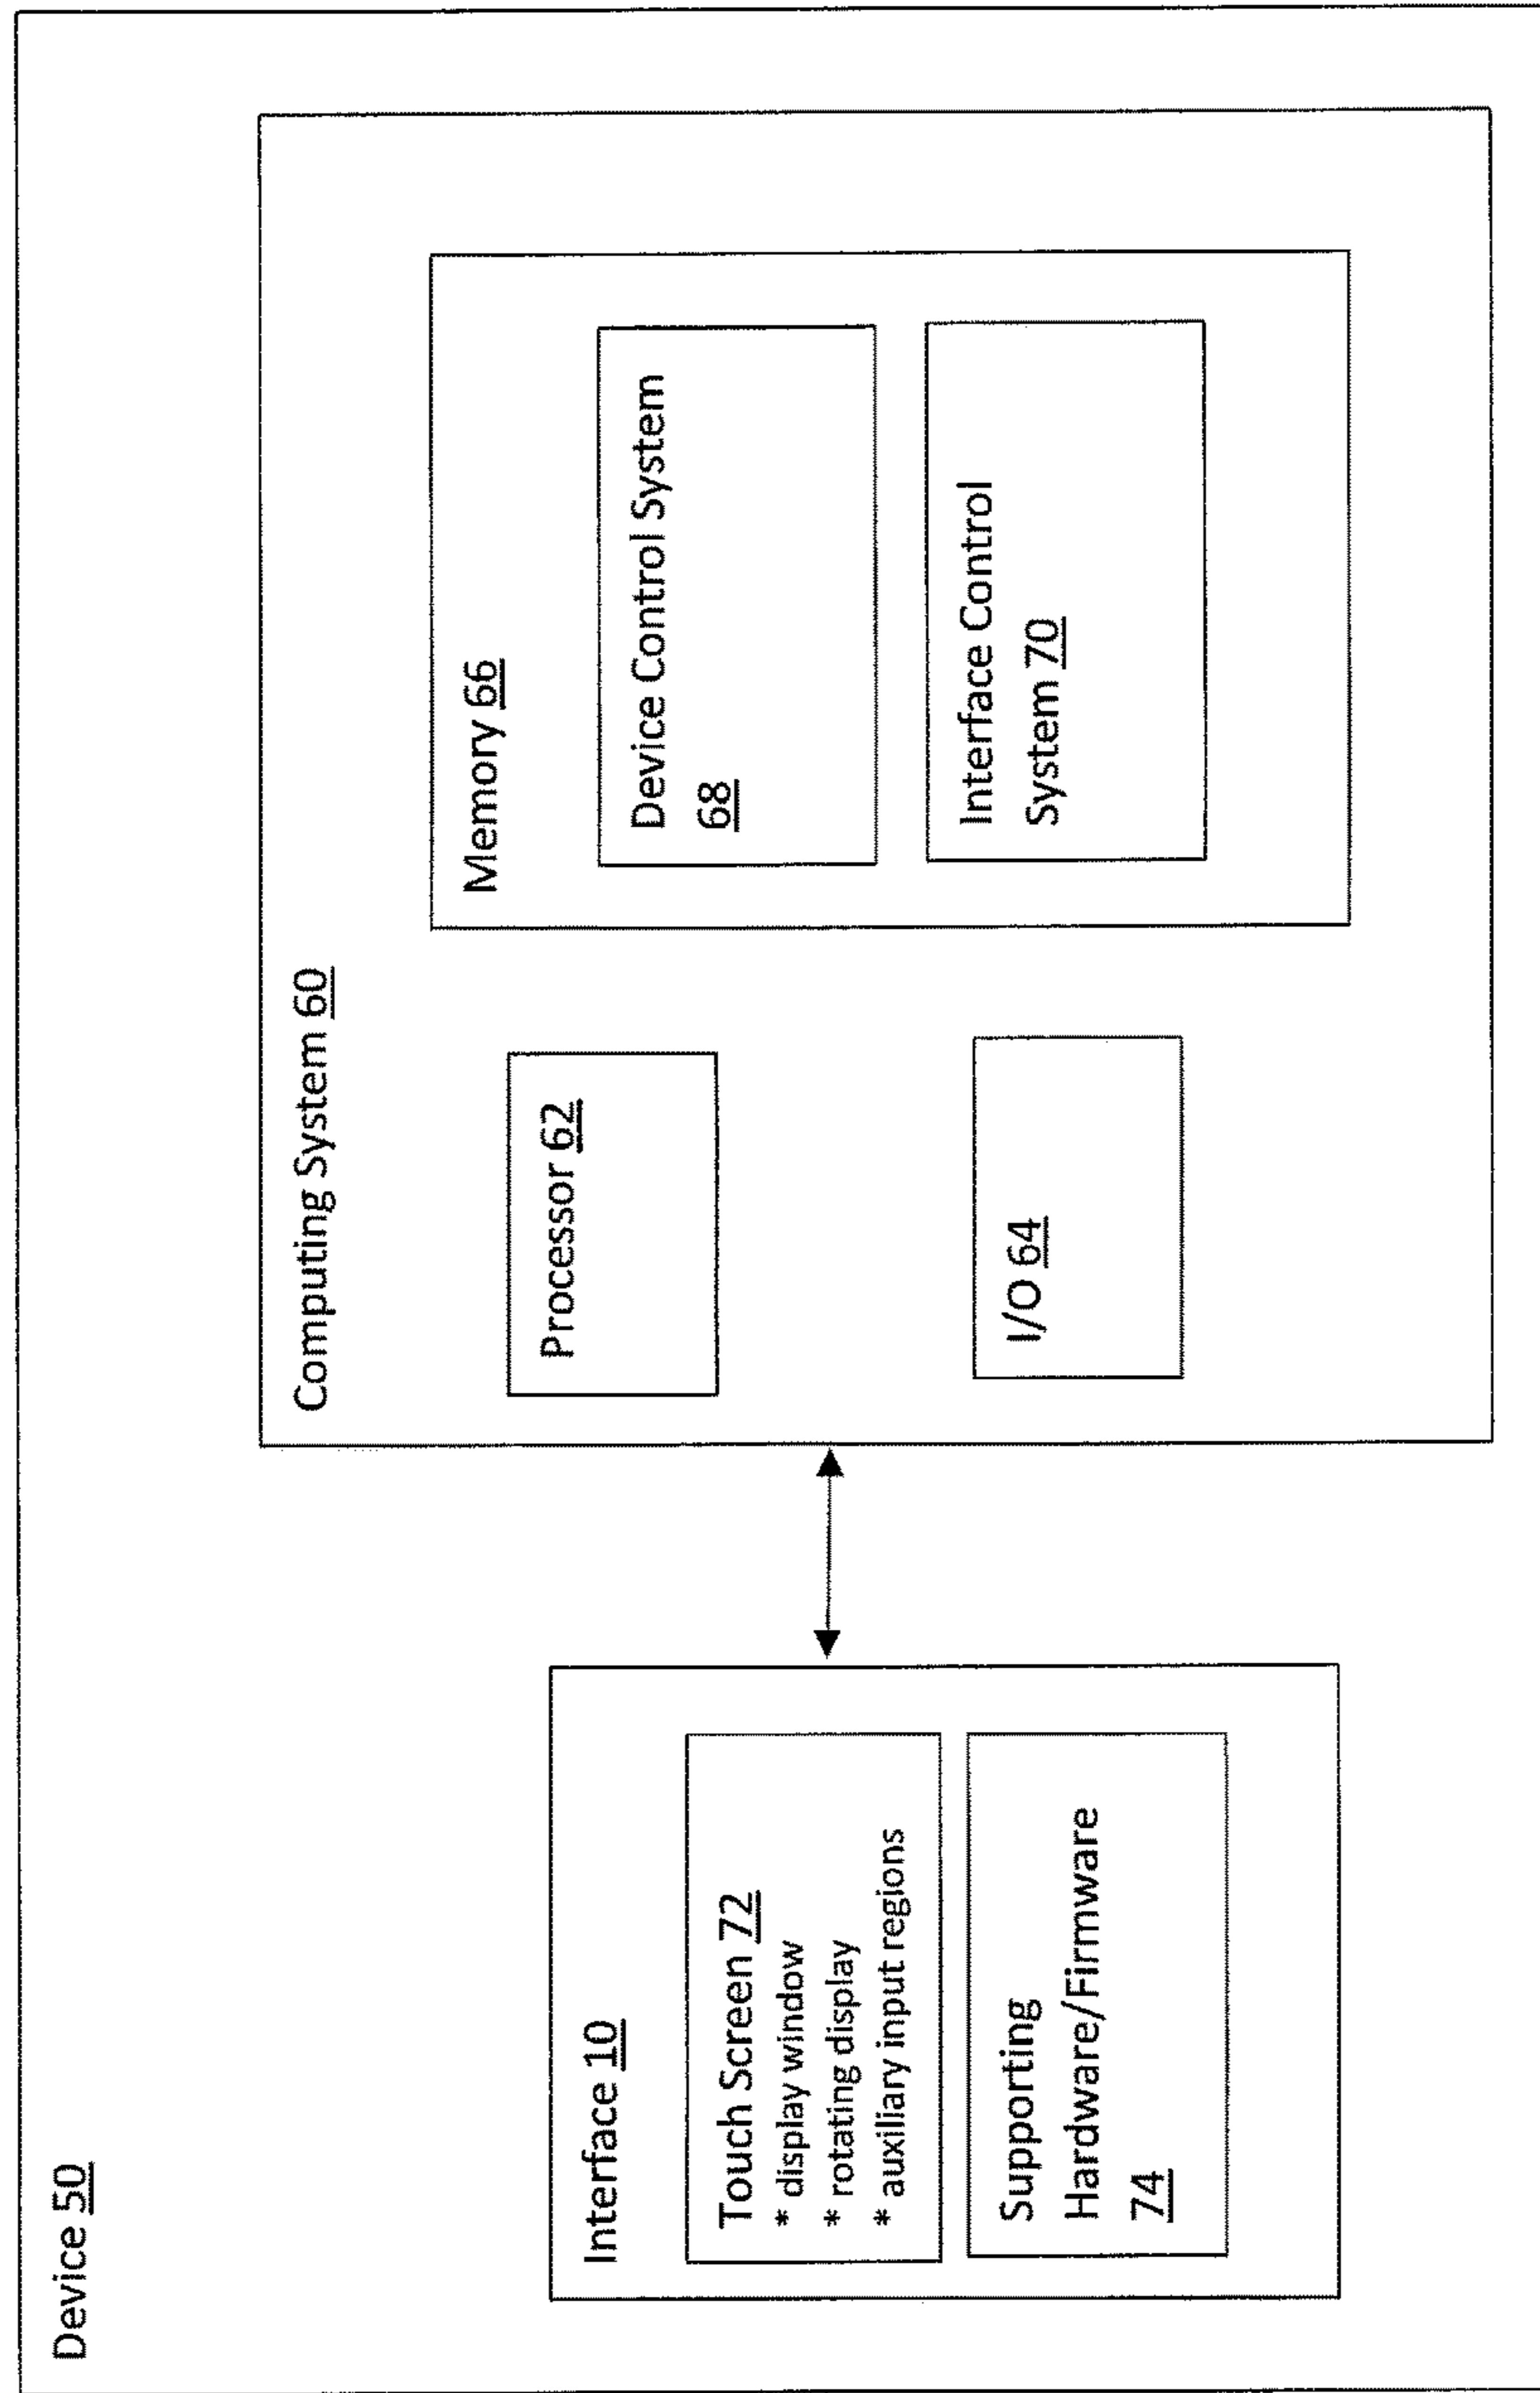 Device 50
Interface 10
Touch Screen 72
* display window
* rotating display
* auxiliary input regions
Supporting
Hardware/Firmware
74
Computing System 60
Processor 62
I/O 64
Memory 66
Device Control System
68
Interface Control
System 70